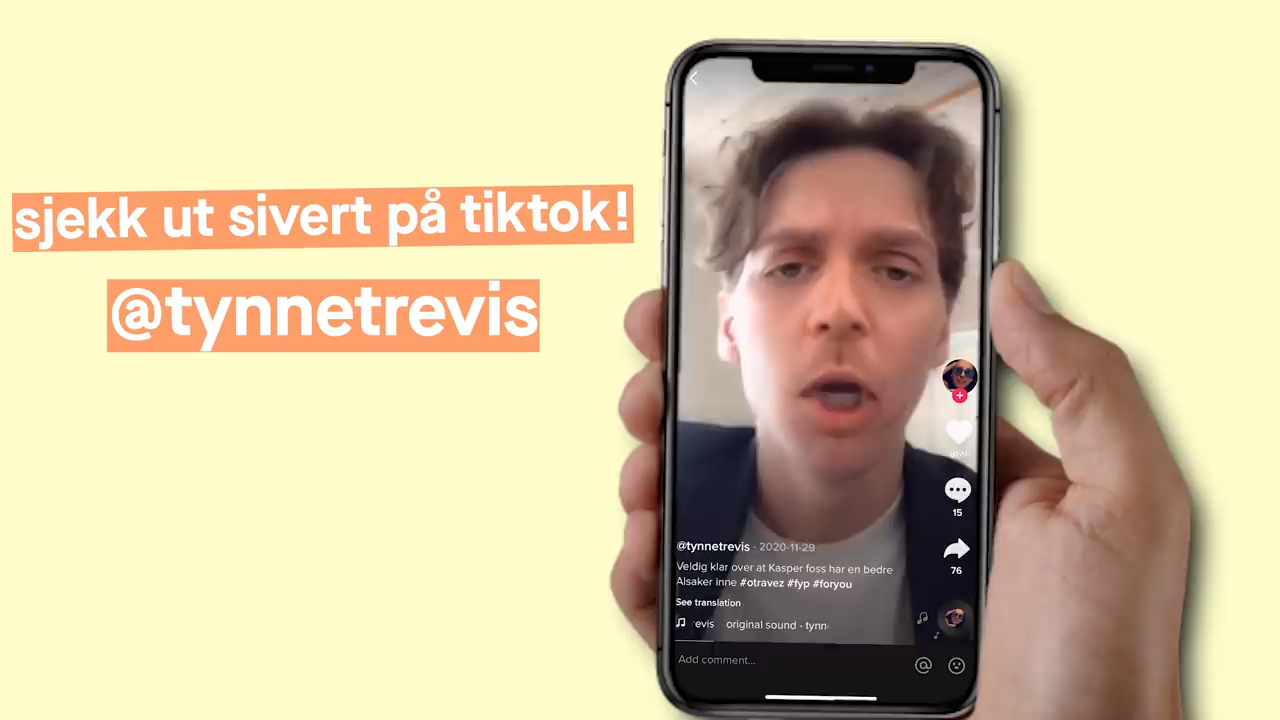 sjekk ut sivert på tiktok!
@tynnetrevis
15
76
@tynnetrevis · 2020-11-29
Veldig klar over at Kasper foss har en bedre
Alsaker inne #otravez #fyp #foryou
See translation
revis original sound - tynn
Add comment...